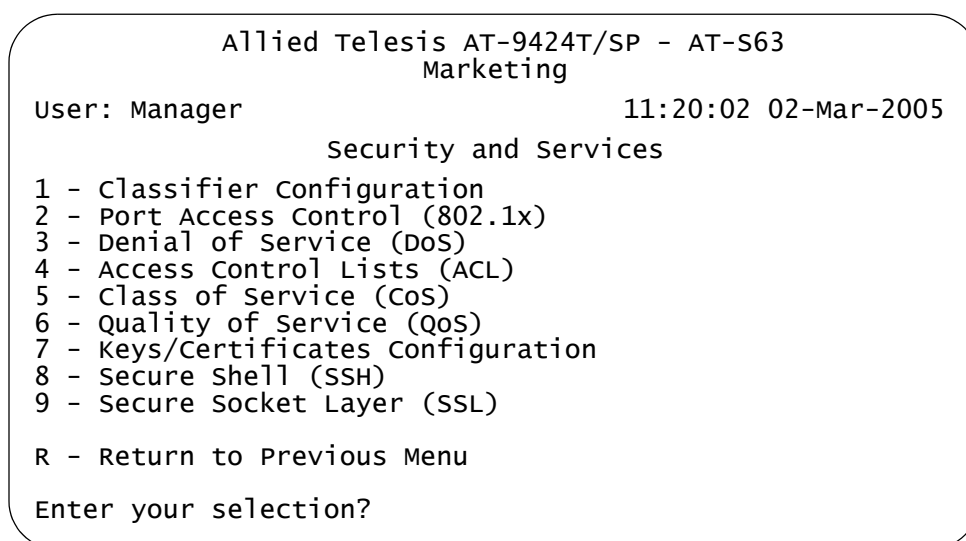 Allied Telesis AT-9424T/SP - AT-S63
Marketing
User: Manager 11:20:02 02-Mar-2005
Security and Services
1 - Classifier Configuration
2 - Port Access Control (802.1x)
3 - Denial of Service (DoS)
4 - Access Control Lists (ACL)
5 - Class of Service (CoS)
6 - Quality of Service (QoS)
7 - Keys/Certificates Configuration
8 - Secure Shell (SSH)
9 - Secure Socket Layer (SSL)
R - Return to Previous Menu
Enter your selection?